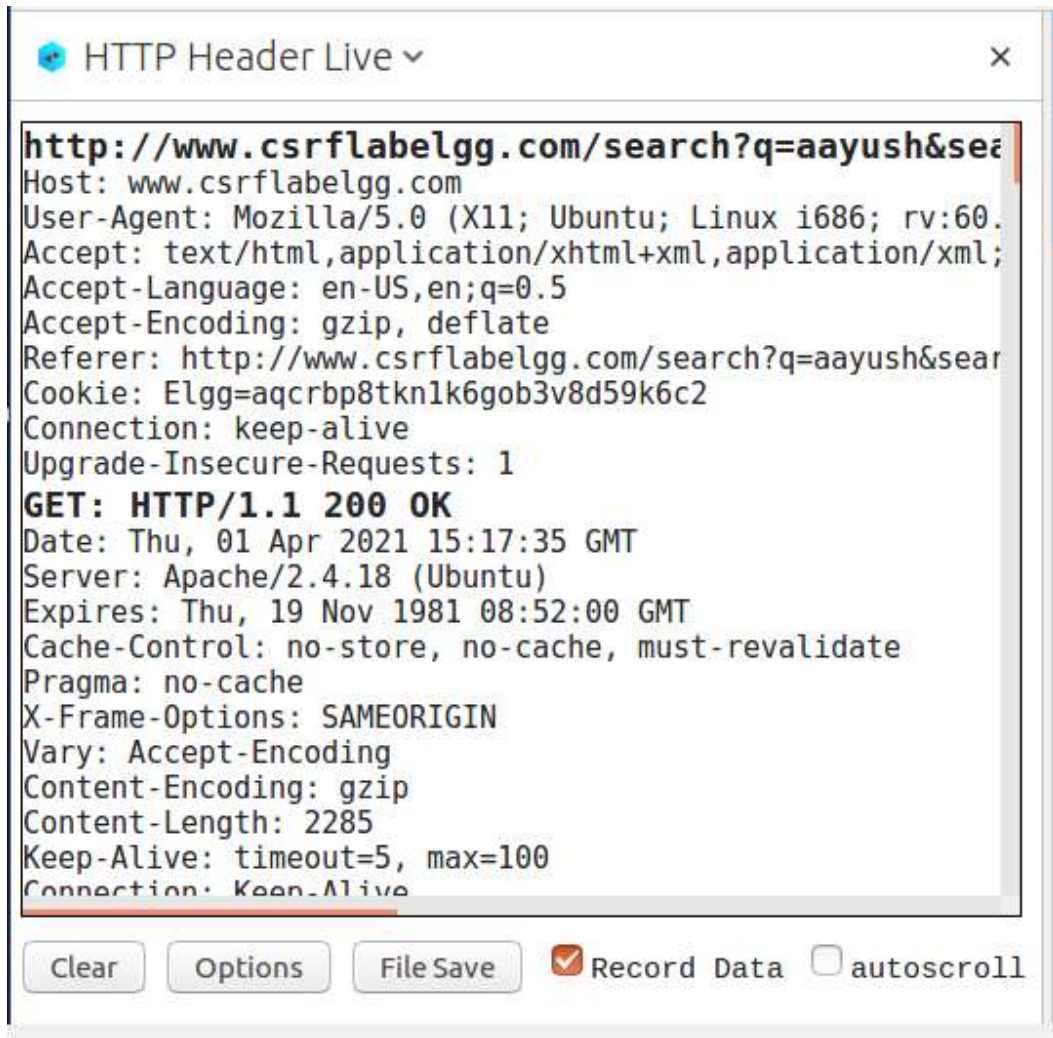 HTTP Header Live
http://www.csrflabelgg.com/search?q=aayush&sea
Host: www.csrflabelgg.com
User-Agent: Mozilla/5.0 (X11; Ubuntu; Linux i686; rv:60.
Accept: text/html,application/xhtml+xml,application/xml;
Accept-Language: en-US,en;q=0.5
Accept-Encoding: gzip, deflate
Referer: http://www.csrflabelgg.com/search?q=aayush&sear
Cookie: Elgg=aqcrbp8tkn1k6gob3v8d59k6c2
Connection: keep-alive
Upgrade-Insecure-Requests: 1
GET: HTTP/1.1 200 OK
Date: Thu, 01 Apr 2021 15:17:35 GMT
Server: Apache/2.4.18 (Ubuntu)
Expires: Thu, 19 Nov 1981 08:52:00 GMT
Cache-Control: no-store, no-cache, must-revalidate
Pragma: no-cache
X-Frame-Options: SAMEORIGIN
Vary: Accept-Encoding
Content-Encoding: gzip
Content-Length: 2285
Keep-Alive: timeout=5, max=100
Connection: Keep-Alive
Clear Options File Save Record Data autoscroll